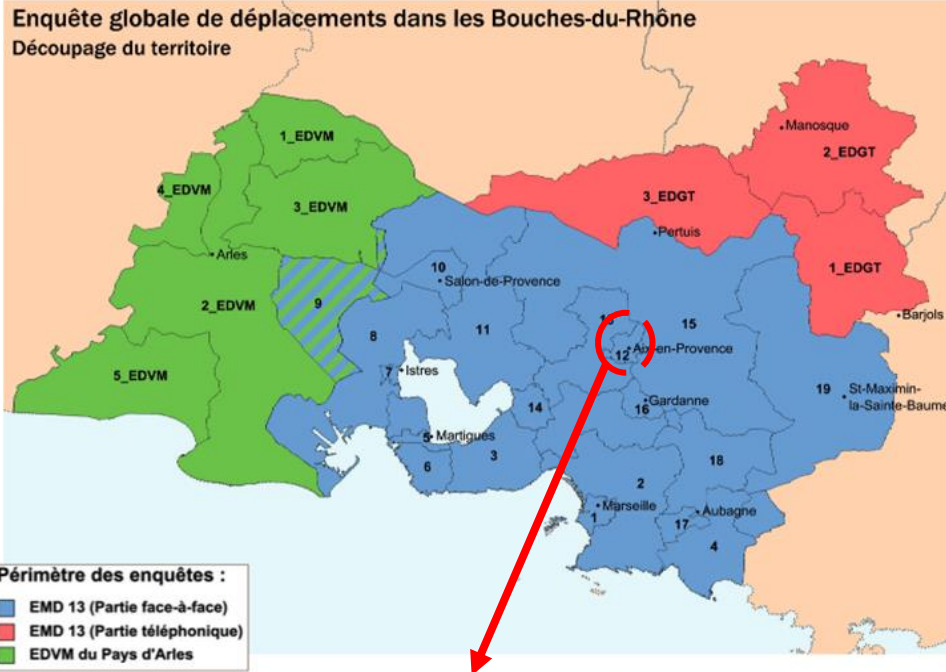 Enquête globale de déplacements dans les Bouches-du-Rhône
Découpage du territoire
Manosque
1_EDVM
2_EDGT
4_EDVM
3_EDVM
3_EDGT
Pertuis
Arles
1_EDGT
10
Salon-de-Provence
2_EDVM
9
Barjols
8
11
15
12
en-Provence
5_EDVM
7
Istres
19
St-Maximin-
la-Sainte-Baume
14
16
Gardanne
5
Martigues
6
3
18
2
Marseille
1
Aubagne
17
4
Périmètre des enquêtes :
EMD 13 (Partie face-à-face)
EMD 13 (Partie téléphonique)
EDVM du Pays d'Arles